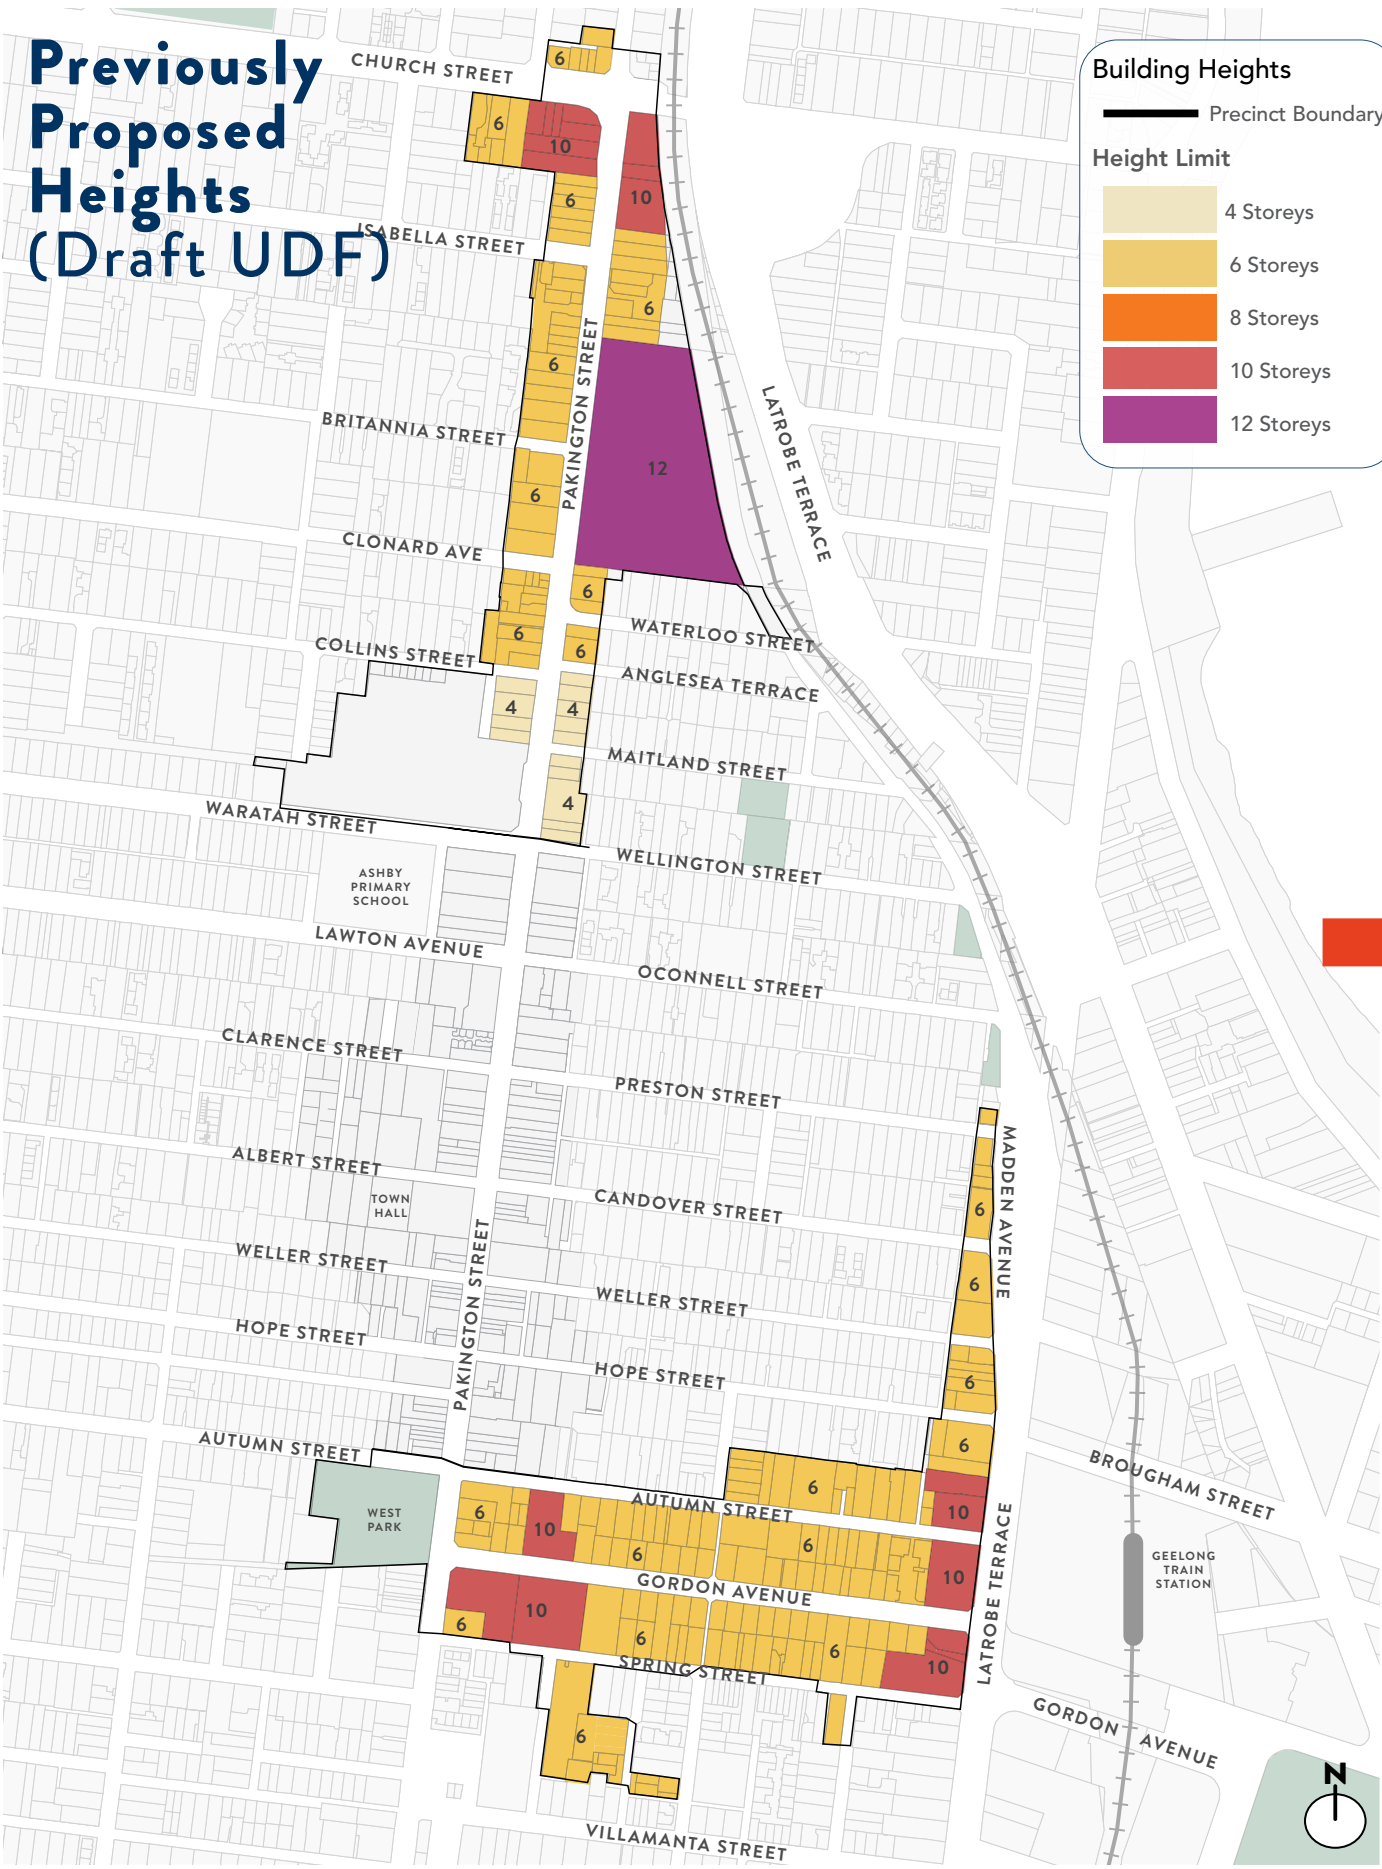 Previously
Proposed
Heights
(Draft UDF)
Building Heights
Precinct Boundary
Height Limit
4 Storeys
6 Storeys
8 Storeys
10 Storeys
12 Storeys
CHURCH STREET
6
6
10
10
6
ISABELLA STREET
6
6
PAKINGTON STREET
LATROBE TERRACE
BRITANNIA STREET
12
6
CLONARD AVE
6
6
WATERLOO STREET
COLLINS STREET
6
ANGLESEA TERRACE
4
4
MAITLAND STREET
4
WARATAH STREET
WELLINGTON STREET
ASHBY
PRIMARY
SCHOOL
LAWTON AVENUE
OCONNELL STREET
CLARENCE STREET
PRESTON STREET
MADDEN AVENUE
ALBERT STREET
TOWN
HALL
CANDOVER STREET
6
WELLER STREET
PAKINGTON STREET
6
WELLER STREET
HOPE STREET
HOPE STREET
6
AUTUMN STREET
6
BROUGHAM STREET
6
AUTUMN STREET
10
WEST
PARK
6
10
6
6
10
LATROBE TERRACE
GEELONG
TRAIN
STATION
GORDON AVENUE
6
10
6
6
10
SPRING STREET
GORDON AVENUE
6
N
VILLAMANTA STREET